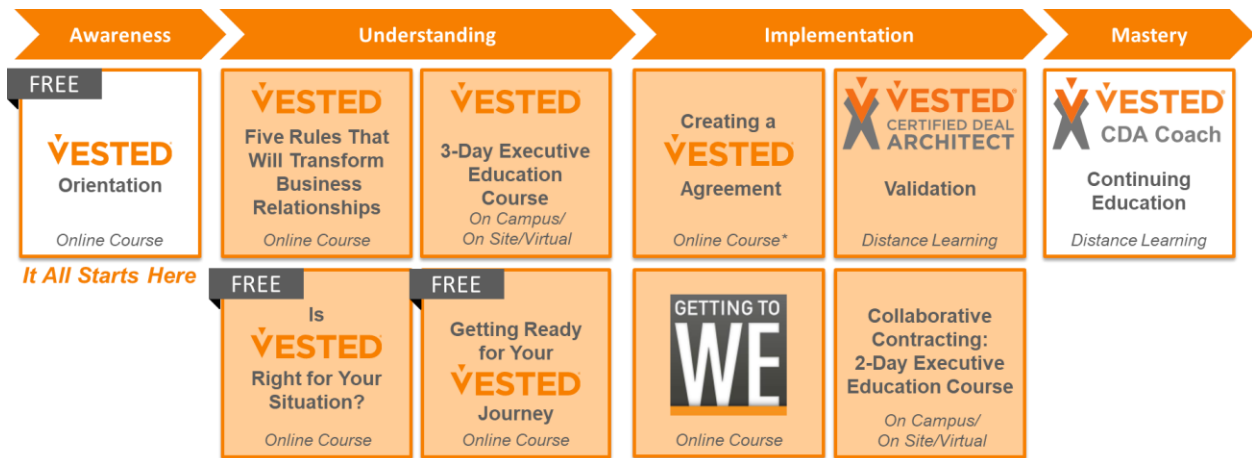 Awareness
Understanding
Implementation
Mastery
FREE
VESTED
Orientation
Online Course
It All Starts Here
VESTED®
Five Rules That
Will Transform
Business
Relationships
Online Course
VESTED®
3-Day Executive
Education
Course
On Campus/
On Site/Virtual
Creating a
VESTED
Agreement
Online Course*
VESTED®
CERTIFIED DEAL
ARCHITECT
Validation
Distance Learning
VESTED®
CDA Coach
Continuing
Education
Distance Learning
FREE
Is
VESTED
Right for Your
Situation?
Online Course
FREE
Getting Ready
for Your
VESTED
Journey
Online Course
GETTING TO
WE
Online Course
Collaborative
Contracting:
2-Day Executive
Education Course
On Campus/
On Site/Virtual